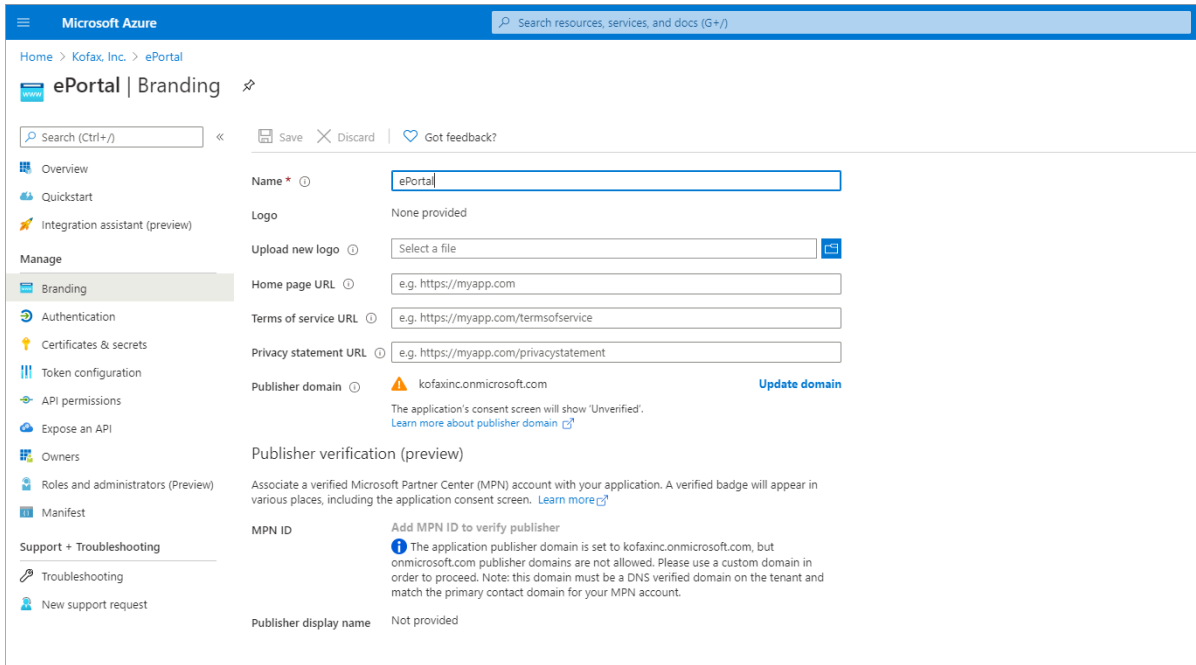 Microsoft Azure
Search resources, services, and docs (G+/)
Home > Kofax, Inc. > ePortal
www
ePortal | Branding
Search (Ctrl+/)
«
Save
Discard
Got feedback?
Overview
Quickstart
Integration assistant (preview)
Manage
Branding
Authentication
Certificates & secrets
Token configuration
API permissions
Expose an API
Owners
Roles and administrators (Preview)
Manifest
Support + Troubleshooting
Troubleshooting
New support request
Name *
ePortal
Logo
None provided
Upload new logo
Select a file
Home page URL
e.g. https://myapp.com
Terms of service URL
e.g. https://myapp.com/termsofservice
Privacy statement URL
e.g. https://myapp.com/privacystatement
Publisher domain
kofaxinc.onmicrosoft.com
Update domain
The application's consent screen will show 'Unverified'.
Learn more about publisher domain
Publisher verification (preview)
Associate a verified Microsoft Partner Center (MPN) account with your application. A verified badge will appear in
various places, including the application consent screen. Learn more
MPN ID
Add MPN ID to verify publisher
The application publisher domain is set to kofaxinc.onmicrosoft.com, but
onmicrosoft.com publisher domains are not allowed. Please use a custom domain in
order to proceed. Note: this domain must be a DNS verified domain on the tenant and
match the primary contact domain for your MPN account.
Publisher display name
Not provided